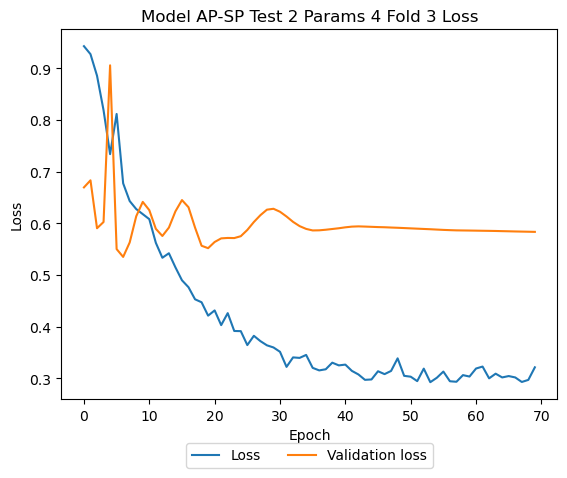 Model AP-SP Test 2 Params 4 Fold 3 Loss
0.9
0.8
0.7
0.6
0.5
0.4
0.3
Loss
0 10 20 30 40 50 60 70
Epoch
Loss Validation loss